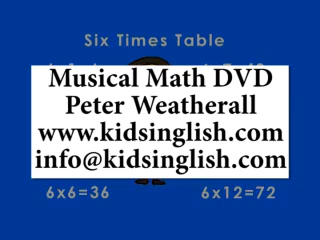 Six Times Table
Musical Math DVD
Peter Weatherall
www.kidsinglish.com
info@kidsinglish.com
6x6=36 6x12=72